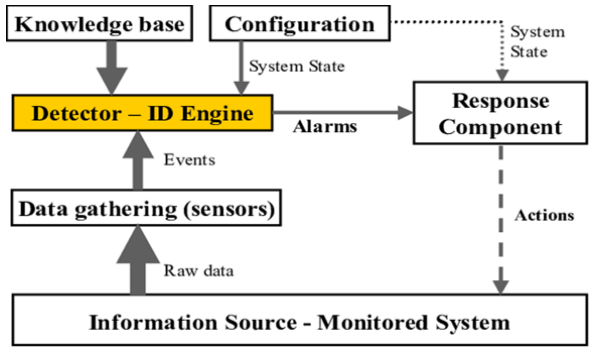 Knowledge base
Configuration
System State
System
State
Detector – ID Engine
Alarms
Response
Component
Events
Data gathering (sensors)
Actions
Raw data
Information Source - Monitored System